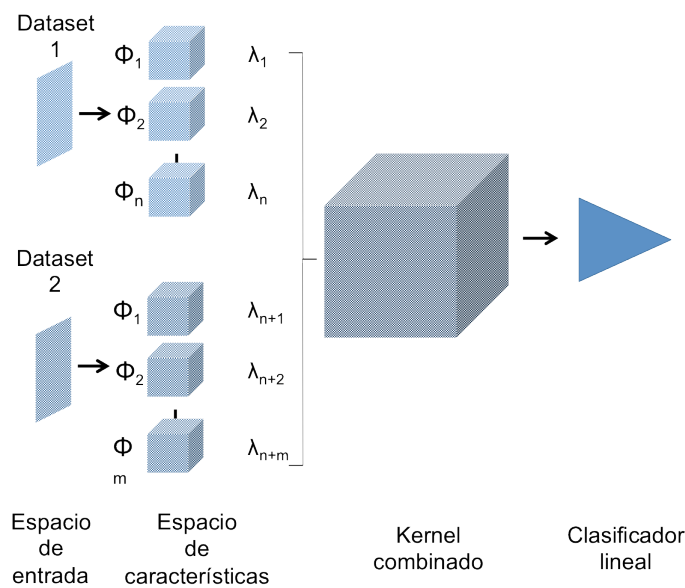 Dataset
1
Φ1 λ1
Φ2 λ2
Φn λn
Dataset
2
Φ1 λn+1
Φ2 λn+2
Φ λn+m
m
Espacio
de
entrada
Espacio
de
características
Kernel
combinado
Clasificador
lineal